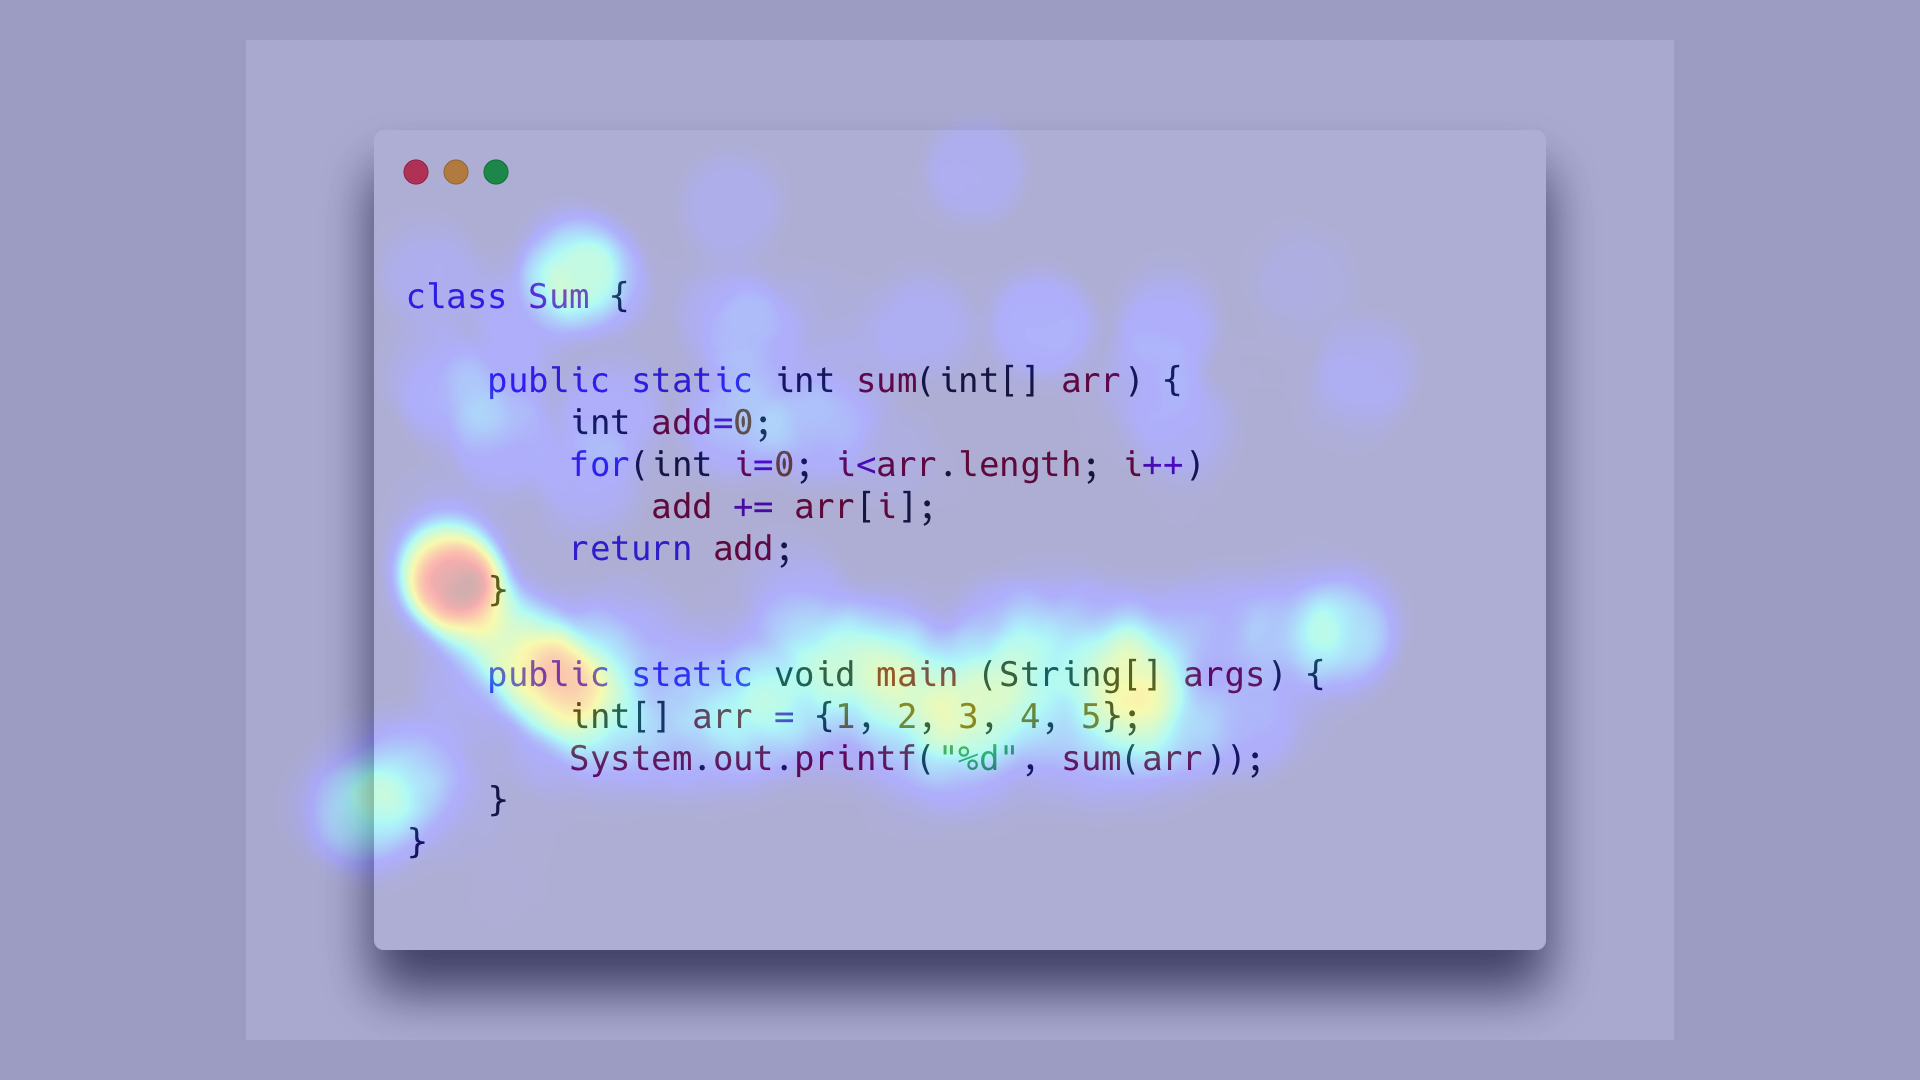 class Sum {
public static int sum(int[] arr) {
int add=0;
for(int i=0; i<arr.length; i++)
add += arr[i];
return add;
}
public static void main (String[] args) {
int[] arr = {1, 2, 3, 4, 5};
System.out.printf("%d", sum(arr));
}
}